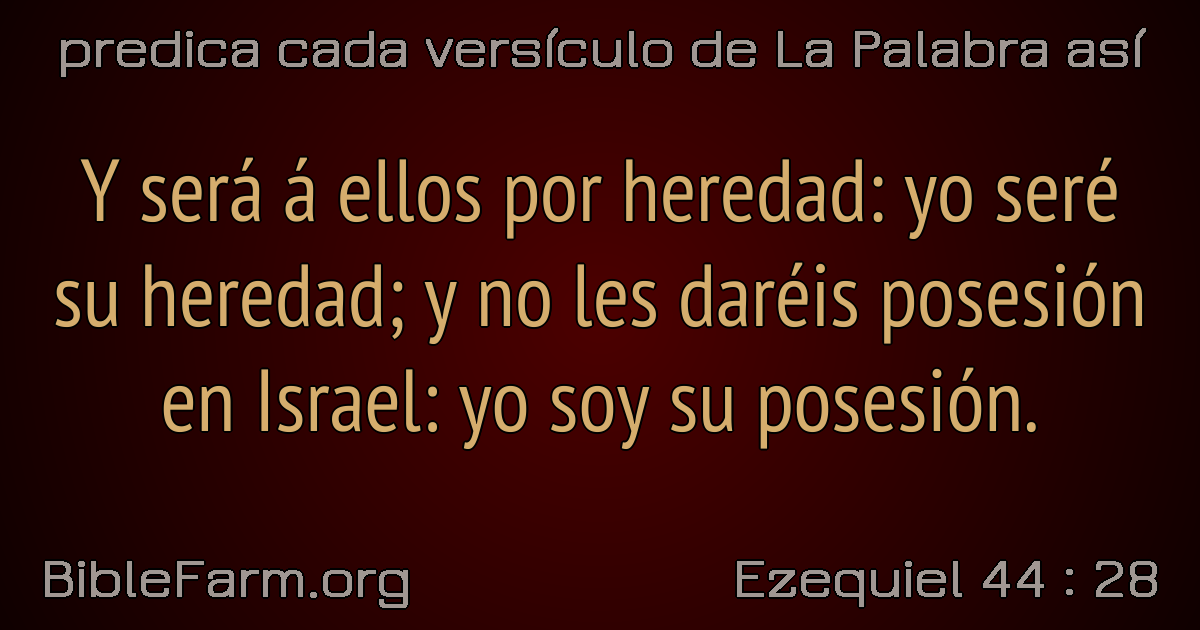 predica cada versículo de La Palabra así
Y será á ellos por heredad: yo seré
su heredad; y no les daréis posesión
en Israel: yo soy su posesión.
BibleFarm.org
Ezequiel 44 : 28